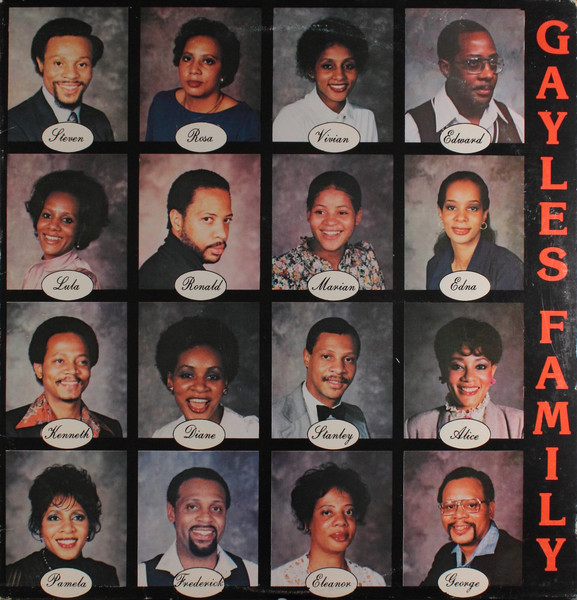 Steven
Rosa
Vivian
Edward
Lula
Ronald
Marian
Edna
Kenneth
Diane
Stanley
Alice
Pamela
Frederick
Eleanor
George
GAYLES FAMILY